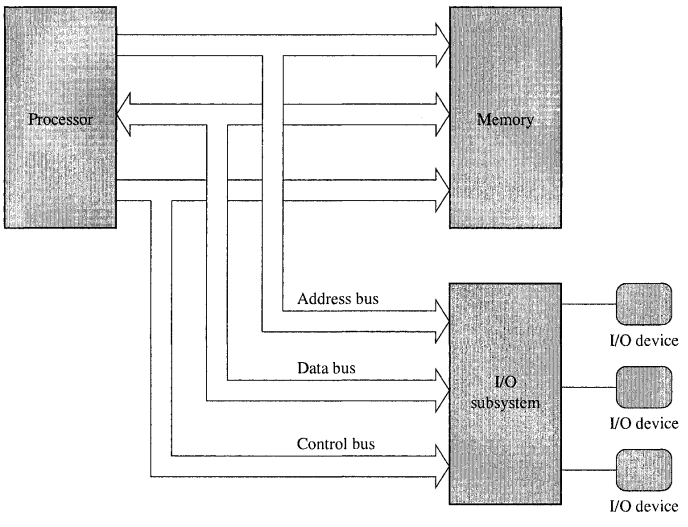 Processor
Memory
Address bus
I/O device
Data bus
I/O
subsystem
I/O device
Control bus
I/O device